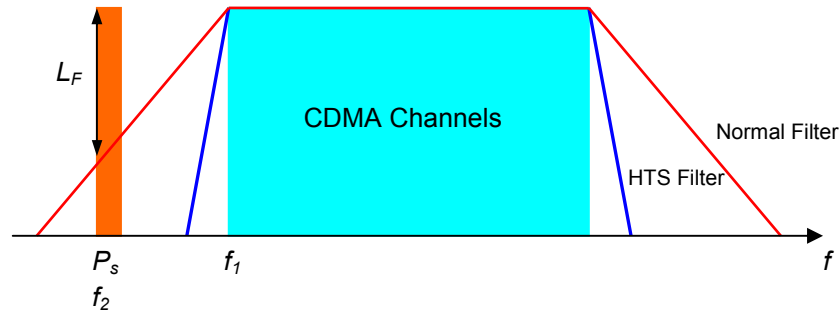 L_F
CDMA Channels
Normal Filter
HTS Filter
P_s
f_1
f
f_2